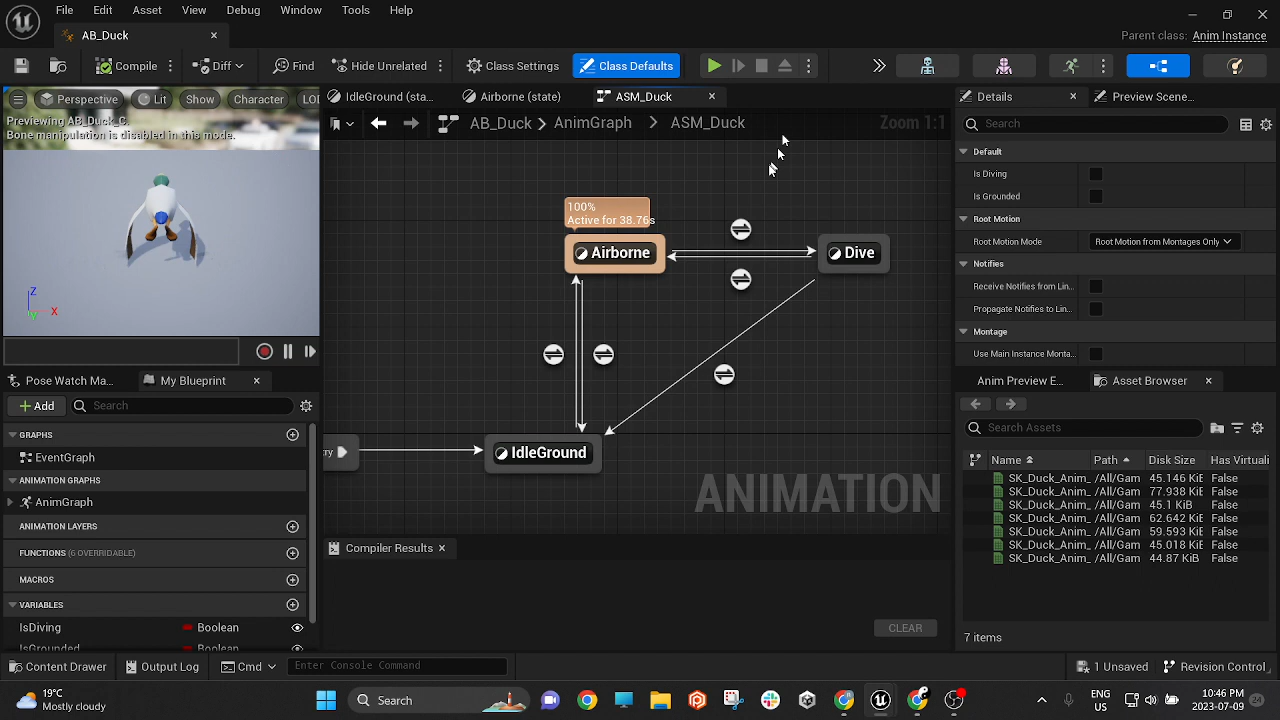 File Edit Asset View Debug Window Tools Help
AB_Duck
Parent class: Anim Instance
Compile Diff Find Hide Unrelated Class Settings Class Defaults
Perspective Lit Show Character LO
Previewing AB_Duck_C.
Bone manipulation is disabled in this mode.
Z
X
Y
Pose Watch Ma... My Blueprint
Add Search
GRAPHS
EventGraph
ANIMATION GRAPHS
AnimGraph
ANIMATION LAYERS
FUNCTIONS (6 OVERRIDABLE)
MACROS
VARIABLES
IsDiving Boolean
IsGrounded Boolean
IdleGround (sta... Airborne (state) ASM_Duck
AB_Duck > AnimGraph > ASM_Duck Zoom 1:1
100%
Active for 38.76s
Airborne
Dive
ry
IdleGround
ANIMATION
Compiler Results
CLEAR
Details Preview Scene...
Search
Default
Is Diving
Is Grounded
Root Motion
Root Motion Mode Root Motion from Montages Only
Notifies
Receive Notifies from Lin...
Propagate Notifies to Lin...
Montage
Use Main Instance Monta...
Anim Preview E... Asset Browser
Search Assets
Name Path Disk Size Has Virtuali
SK_Duck_Anim_ /All/Gam 45.146 KiB False
SK_Duck_Anim_ /All/Gam 77.938 KiB False
SK_Duck_Anim_ /All/Gam 45.1 KiB False
SK_Duck_Anim_ /All/Gam 62.642 KiB False
SK_Duck_Anim_ /All/Gam 59.593 KiB False
SK_Duck_Anim_ /All/Gam 45.018 KiB False
SK_Duck_Anim_ /All/Gam 44.87 KiB False
7 items
Content Drawer Output Log Cmd Enter Console Command 1 Unsaved Revision Control
19°C
Mostly cloudy
Search
ENG
US
10:46 PM
2023-07-09
24